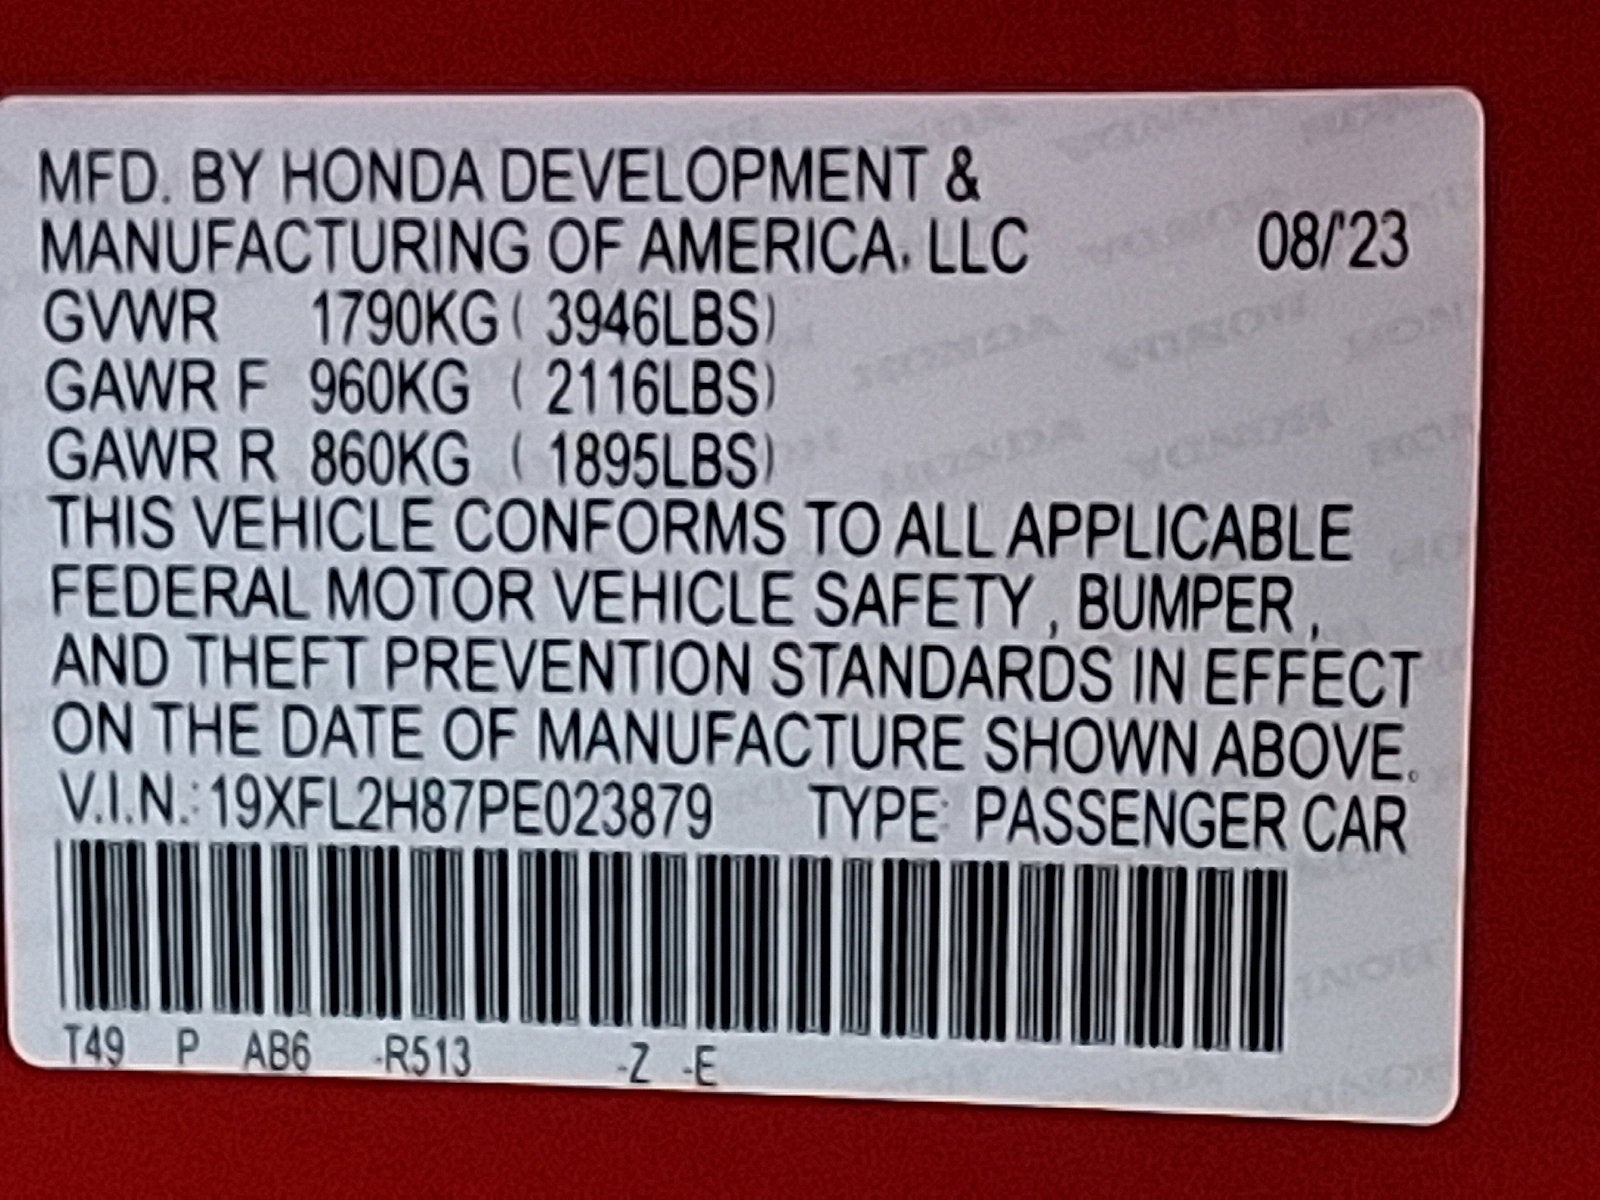 MFD. BY HONDA DEVELOPMENT &
MANUFACTURING OF AMERICA, LLC 08/'23
GVWR 1790KG ( 3946LBS)
GAWR F 960KG ( 2116LBS)
GAWR R 860KG ( 1895LBS)
THIS VEHICLE CONFORMS TO ALL APPLICABLE
FEDERAL MOTOR VEHICLE SAFETY , BUMPER ,
AND THEFT PREVENTION STANDARDS IN EFFECT
ON THE DATE OF MANUFACTURE SHOWN ABOVE.
V.I.N.: 19XFL2H87PE023879 TYPE: PASSENGER CAR
T49 P AB6 -R513 -Z -E